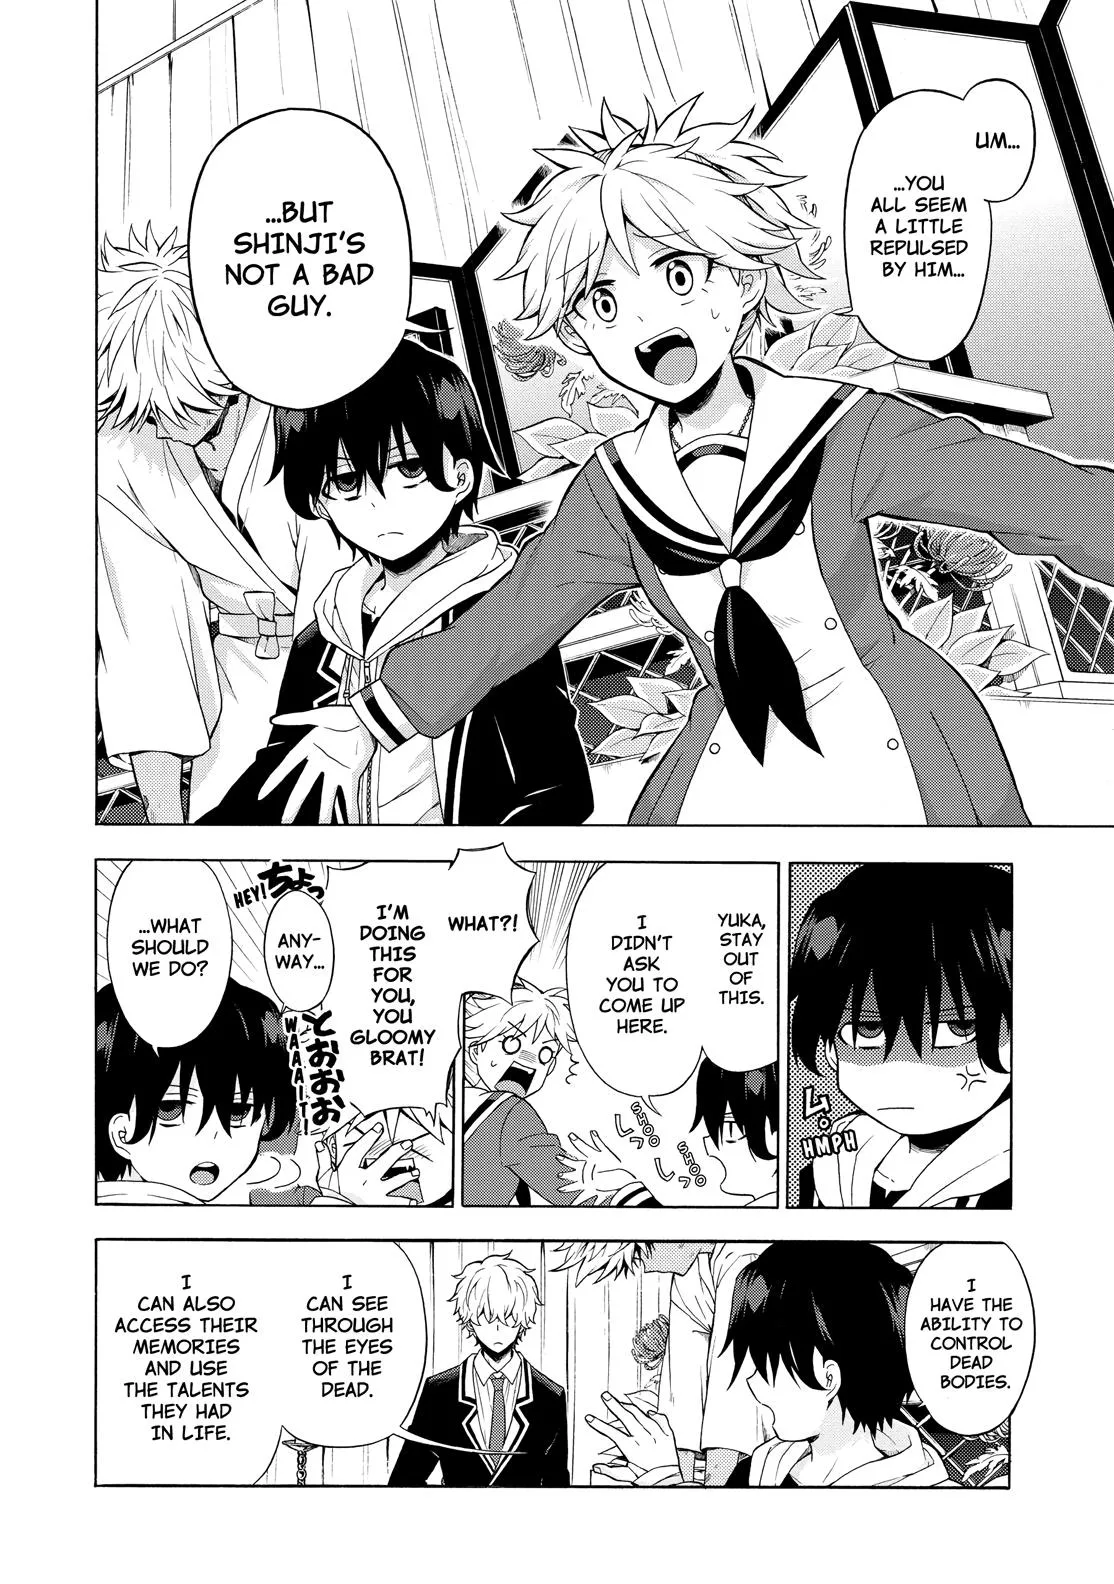 UM...
...YOU
ALL SEEM
A LITTLE
REPULSED
BY HIM...
...BUT
SHINJI'S
NOT A BAD
GUY.
ムッ
HMPH
YUKA,
STAY
OUT
OF
THIS.
I
DIDN'T
ASK
YOU TO
COME UP
HERE.
SHOO
SHOO
しっ
しっ
WHAT?!
I'M
DOING
THIS
FOR
YOU,
YOU
GLOOMY
BRAT!
HEY!
ちょっ
とおおお
WAAAIT!
ANY-
WAY...
...WHAT
SHOULD
WE DO?
I
HAVE THE
ABILITY TO
CONTROL
DEAD
BODIES.
I
CAN SEE
THROUGH
THE EYES
OF THE
DEAD.
I
CAN ALSO
ACCESS THEIR
MEMORIES
AND USE
THE TALENTS
THEY HAD
IN LIFE.